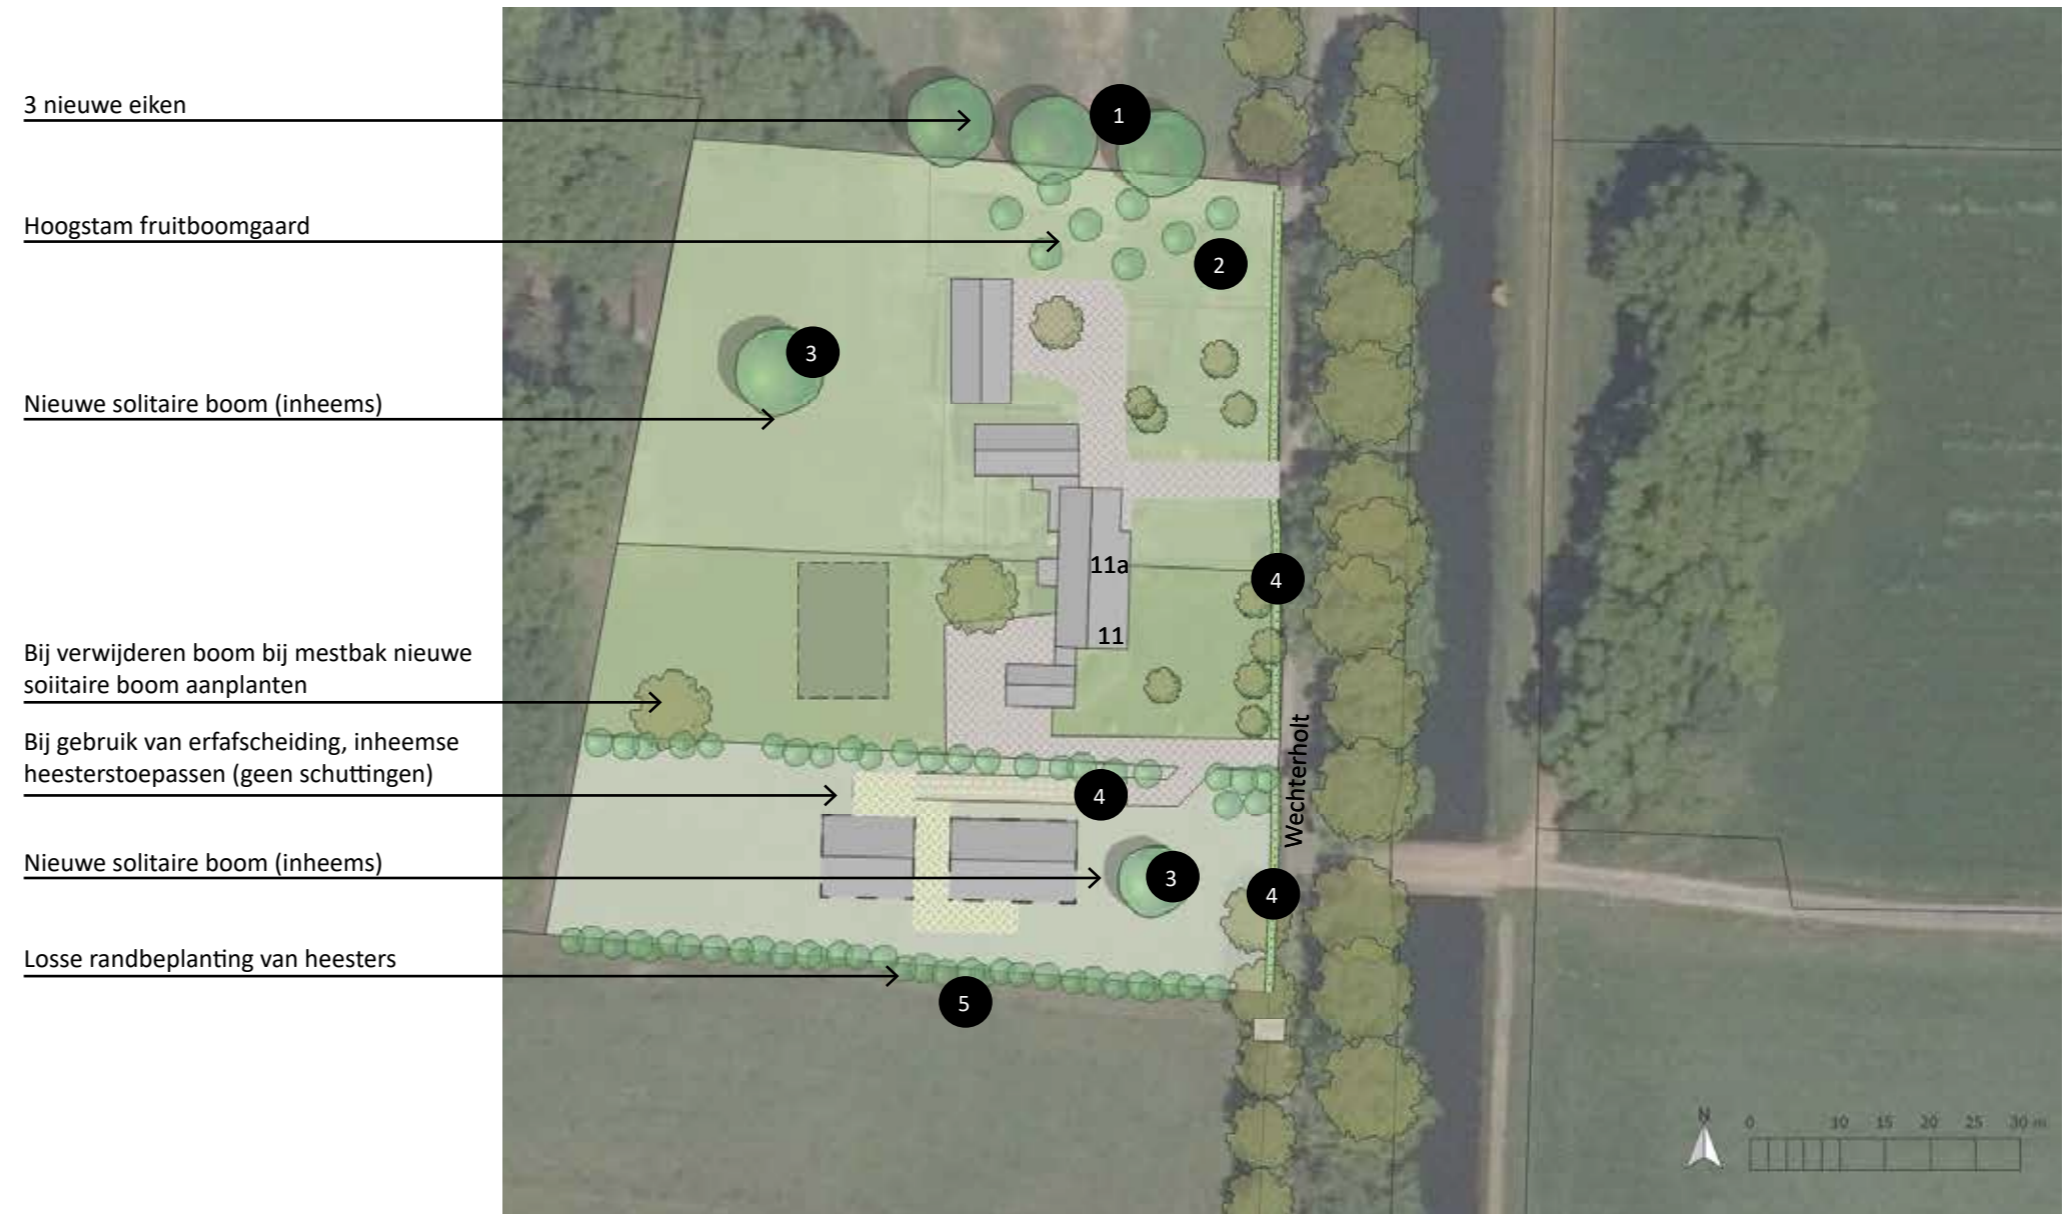 3 nieuwe eiken
1
Hoogstam fruitboomgaard
2
3
Nieuwe solitaire boom (inheems)
11a
4
11
Bij verwijderen boom bij mestbak nieuwe
soiitaire boom aanplanten
Bij gebruik van erfafscheiding, inheemse
heesterstoepassen (geen schuttingen)
4
Wechterholt
Nieuwe solitaire boom (inheems)
3
4
Losse randbeplanting van heesters
5
N
0 10 15 20 25 30 m